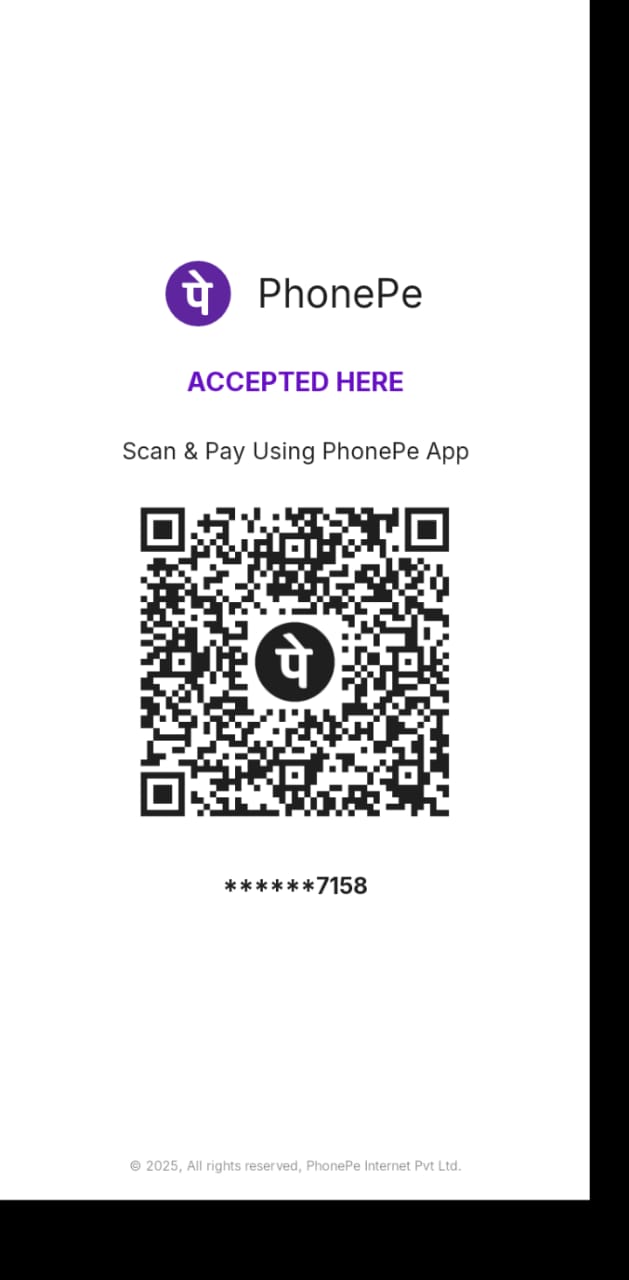 पे PhonePe
ACCEPTED HERE
Scan & Pay Using PhonePe App
पे
******7158
© 2025, All rights reserved, PhonePe Internet Pvt Ltd.